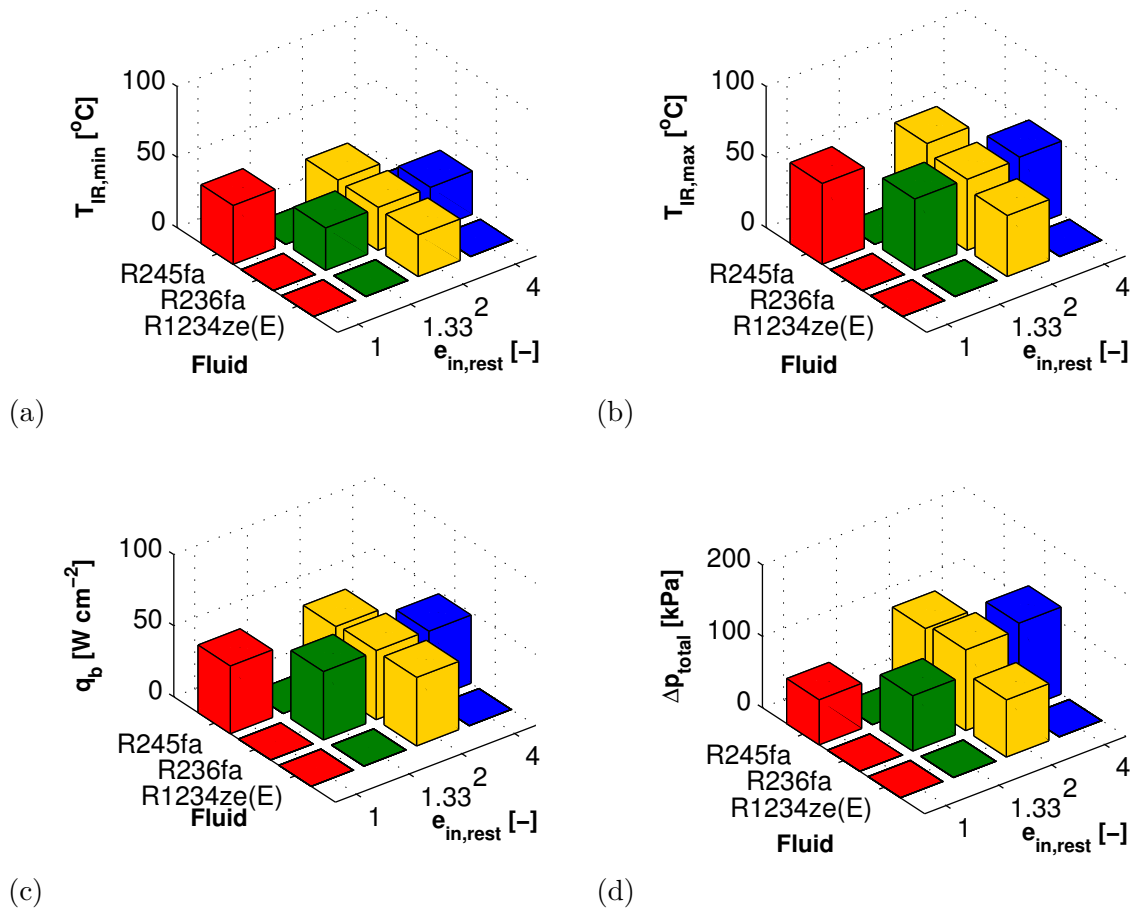 100
50
0
T_IR,min [°C]
R245fa
R236fa
R1234ze(E)
Fluid
1
1.33
2
4
e_in,rest [−]
(a)
100
50
0
T_IR,max [°C]
R245fa
R236fa
R1234ze(E)
Fluid
1
1.33
2
4
e_in,rest [−]
(b)
100
50
0
q_b [W cm⁻²]
R245fa
R236fa
R1234ze(E)
Fluid
1
1.33
2
4
e_in,rest [−]
(c)
200
100
0
Δp_total [kPa]
R245fa
R236fa
R1234ze(E)
Fluid
1
1.33
2
4
e_in,rest [−]
(d)